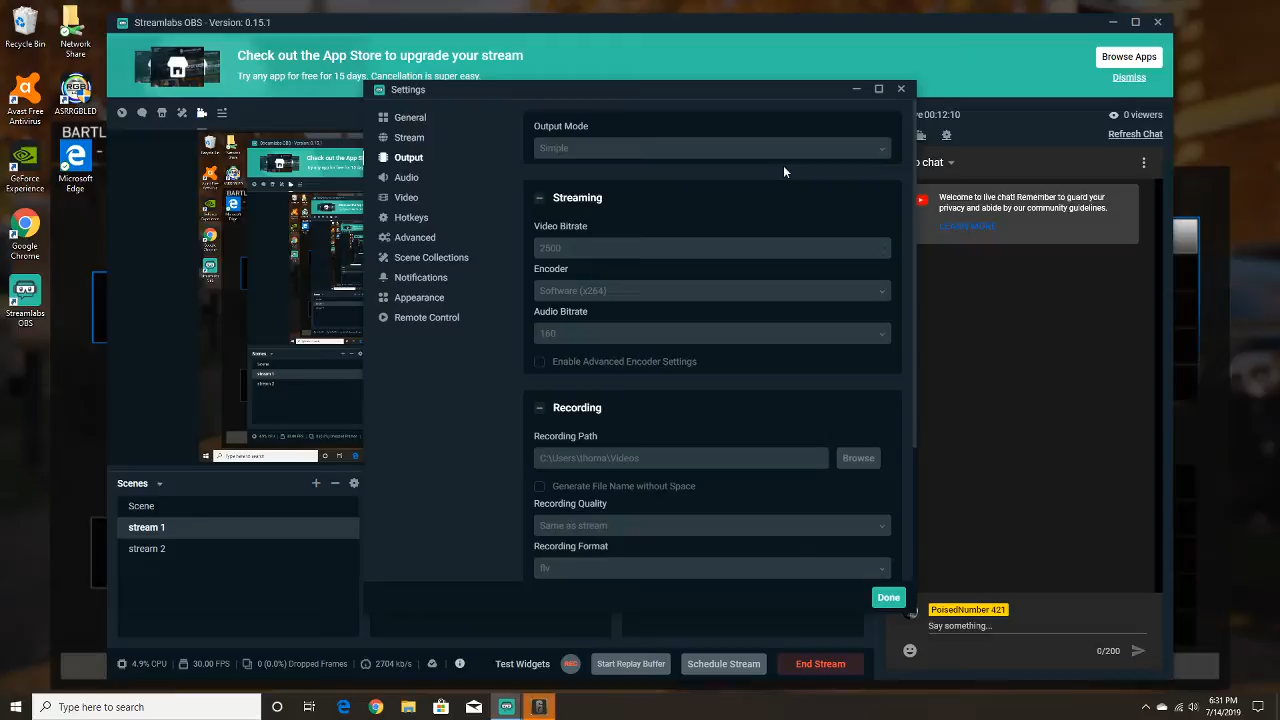 Recycle Bin
Network Share
Avast Free
ASRRGBLED
BARTL
GeForce Experience
Microsoft Edge
Google Chrome
Streamlabs OBS
Streamlabs OBS - Version: 0.15.1
Check out the App Store to upgrade your stream
Try any app for free for 15 days. Cancellation is super easy.
Browse Apps
Dismiss
Settings
General
Stream
Output
Audio
Video
Hotkeys
Advanced
Scene Collections
Notifications
Appearance
Remote Control
Output Mode
Simple
Streaming
Video Bitrate
2500
Encoder
Software (x264)
Audio Bitrate
160
Enable Advanced Encoder Settings
Recording
Recording Path
C:\Users\thoma\Videos
Browse
Generate File Name without Space
Recording Quality
Same as stream
Recording Format
flv
Done
ve 00:12:10
0 viewers
Refresh Chat
o chat
Welcome to live chat! Remember to guard your
privacy and abide by our community guidelines.
PoisedNumber 421
Say something...
0/200
Scenes
Scene
stream 1
stream 2
4.9% CPU
30.00 FPS
0 (0.0%) Dropped Frames
2704 kb/s
Test Widgets
REC
Start Replay Buffer
Schedule Stream
End Stream
Type here to search
6:31 PM
7/14/2019